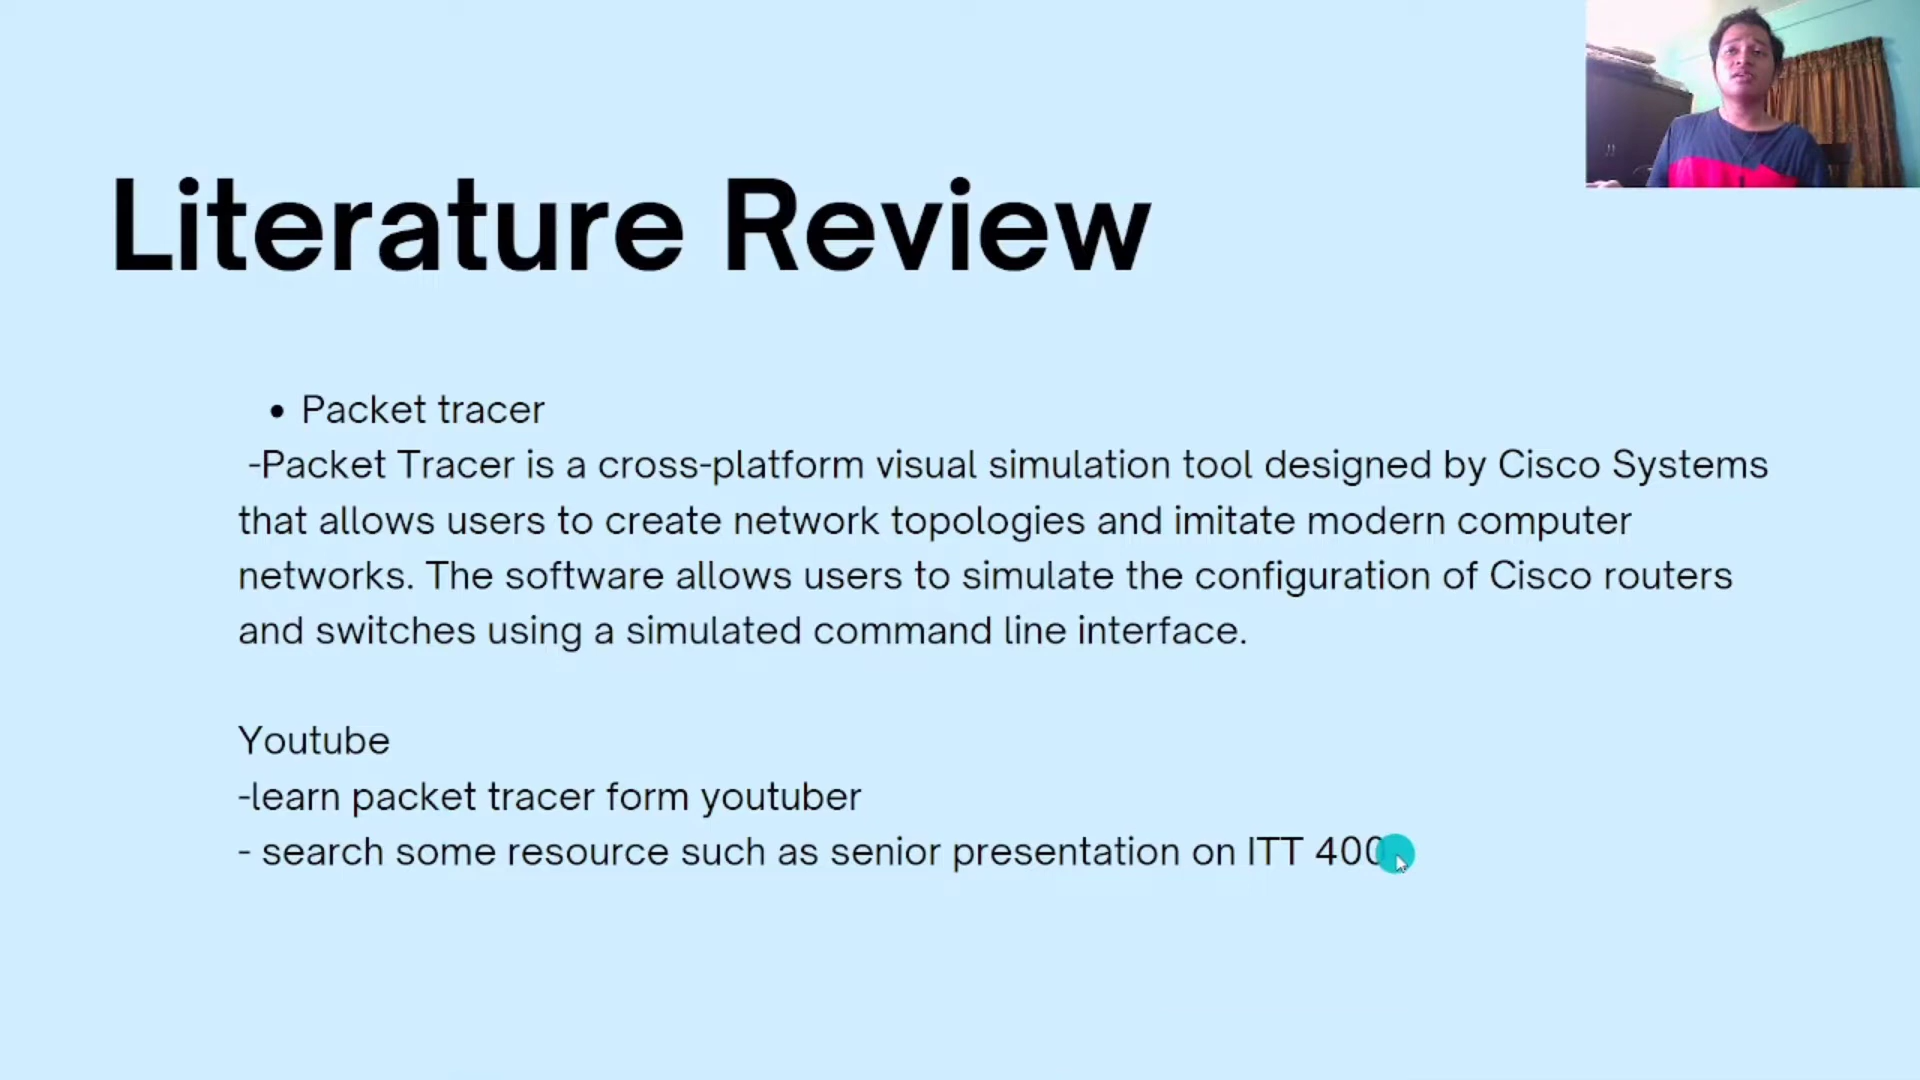 Literature Review
• Packet tracer
-Packet Tracer is a cross-platform visual simulation tool designed by Cisco Systems
that allows users to create network topologies and imitate modern computer
networks. The software allows users to simulate the configuration of Cisco routers
and switches using a simulated command line interface.
Youtube
-learn packet tracer form youtuber
- search some resource such as senior presentation on ITT 400